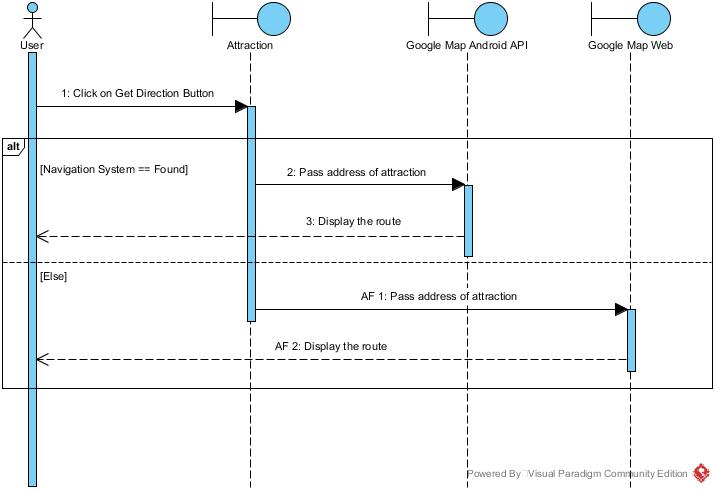 User
Attraction
Google Map Android API
Google Map Web
1: Click on Get Direction Button
alt
[Navigation System == Found]
2: Pass address of attraction
3: Display the route
[Else]
AF 1: Pass address of attraction
AF 2: Display the route
Powered By Visual Paradigm Community Edition